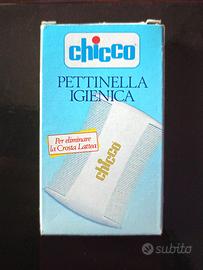 chicco
PETTINELLA
IGIENICA
Per eliminare
la Crosta Lattea
chicco
subito